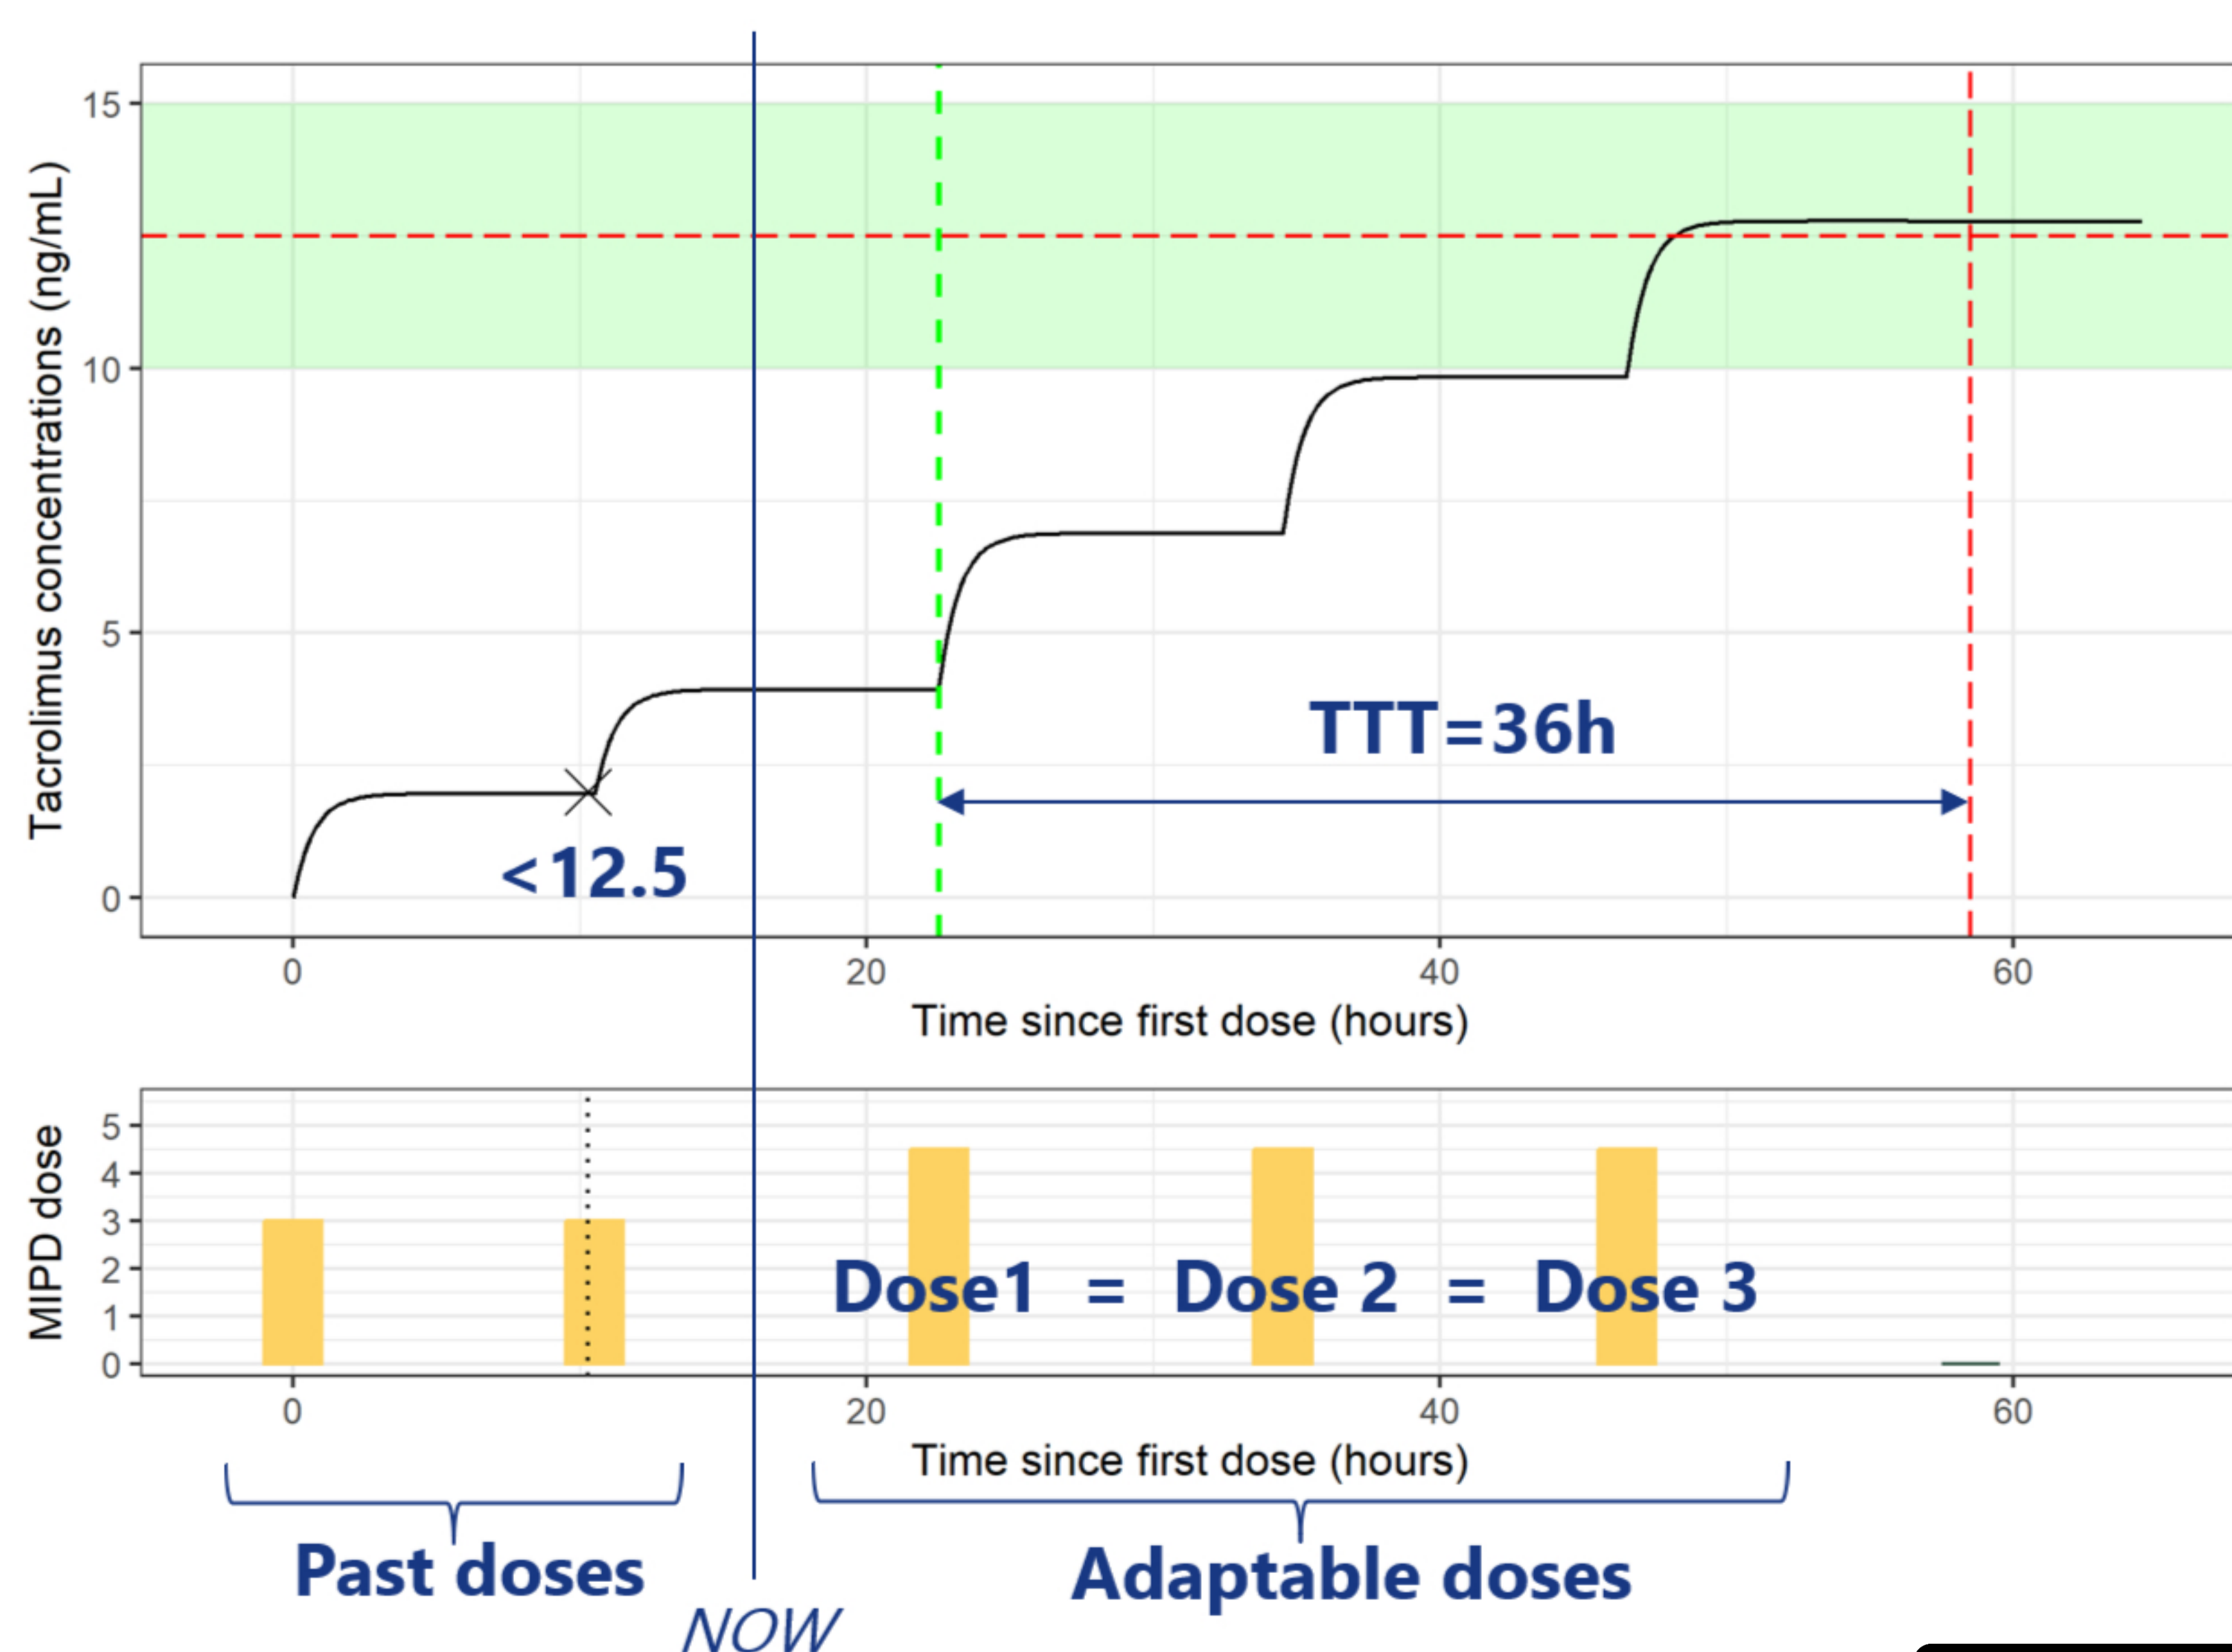 Tacrolimus concentrations (ng/mL)
15
10
5
0
<12.5
TTT=36h
0 20 40 60
Time since first dose (hours)
MIPD dose
5
4
3
2
1
0
Dose1 = Dose 2 = Dose 3
0 20 40 60
Time since first dose (hours)
Past doses
Adaptable doses
NOW